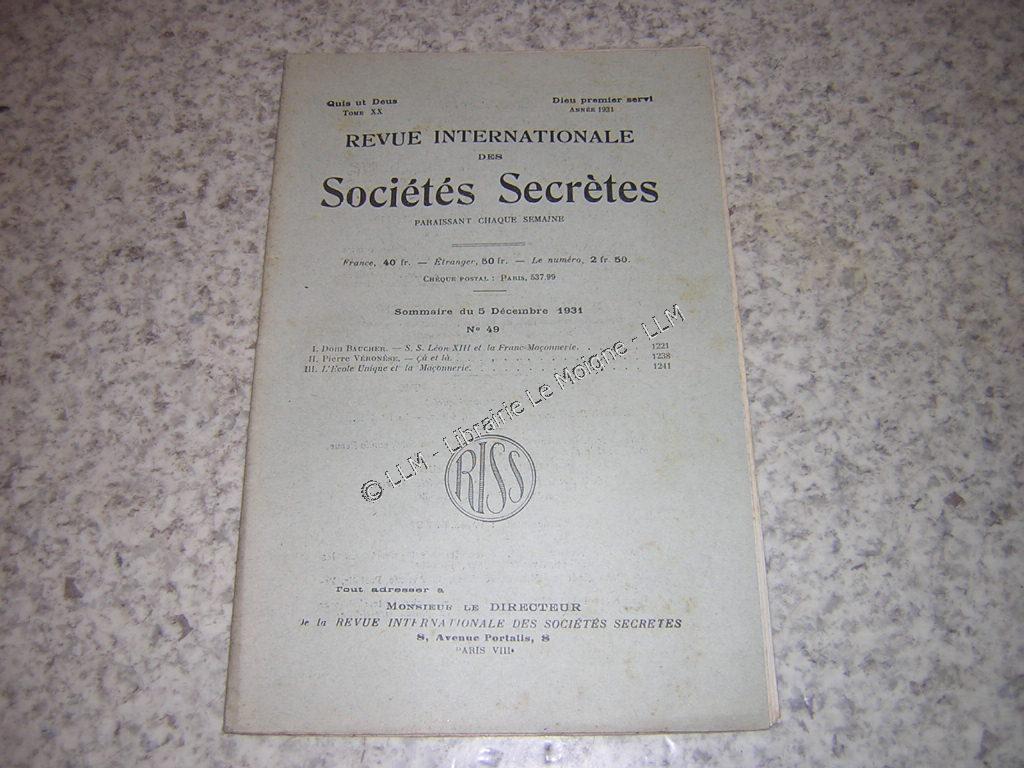 Quis ut Deus
Dieu premier servi
TOME XX
ANNÉE 1931
REVUE INTERNATIONALE
DES
Sociétés Secrètes
PARAISSANT CHAQUE SEMAINE
France, 40 fr. — Étranger, 50 fr. — Le numéro, 2 fr. 50.
CHÈQUE POSTAL : PARIS, 537.99
Sommaire du 5 Décembre 1931
N° 49
I. Dom BAUCHER. — S. S. Léon XIII et la Franc-Maçonnerie. 1221
II. Pierre VÉRONÈSE. — Çà et là. 1238
III. L'Ecole Unique et la Maçonnerie. 1241
© LLM - Librairie Le Moigne - LLM
RISS
Tout adresser a
MONSIEUR LE DIRECTEUR
de la REVUE INTERNATIONALE DES SOCIÉTÉS SECRETES
8, Avenue Portalis, 8
PARIS VIIIe